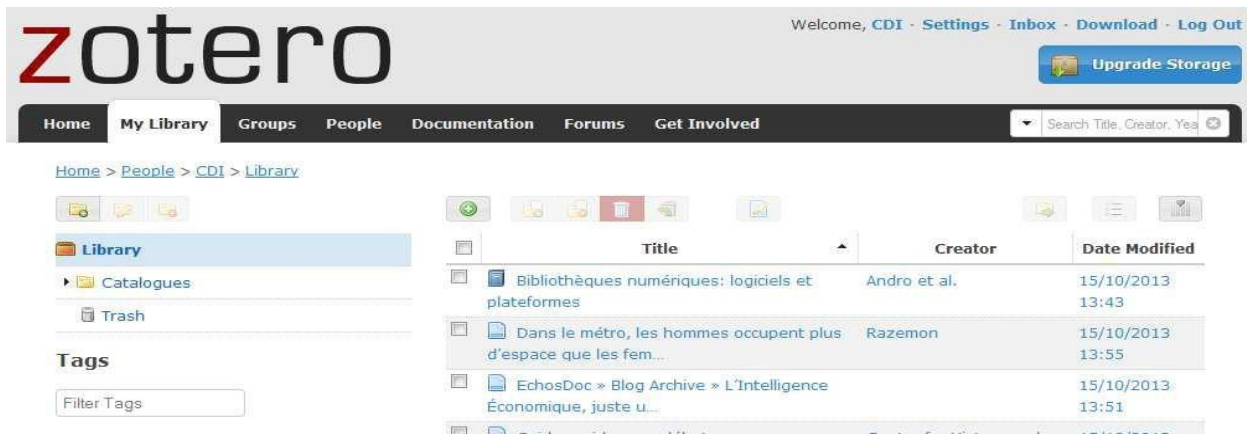 zotero
Welcome, CDI · Settings · Inbox · Download · Log Out
Upgrade Storage
Home My Library Groups People Documentation Forums Get Involved
Search Title, Creator, Yea
Home > People > CDI > Library
Library
Catalogues
Trash
Tags
Filter Tags
Title Creator Date Modified
Bibliothèques numériques: logiciels et Andro et al. 15/10/2013
plateformes 13:43
Dans le métro, les hommes occupent plus Razemon 15/10/2013
d'espace que les fem... 13:55
EchosDoc » Blog Archive » L'Intelligence 15/10/2013
Économique, juste u... 13:51